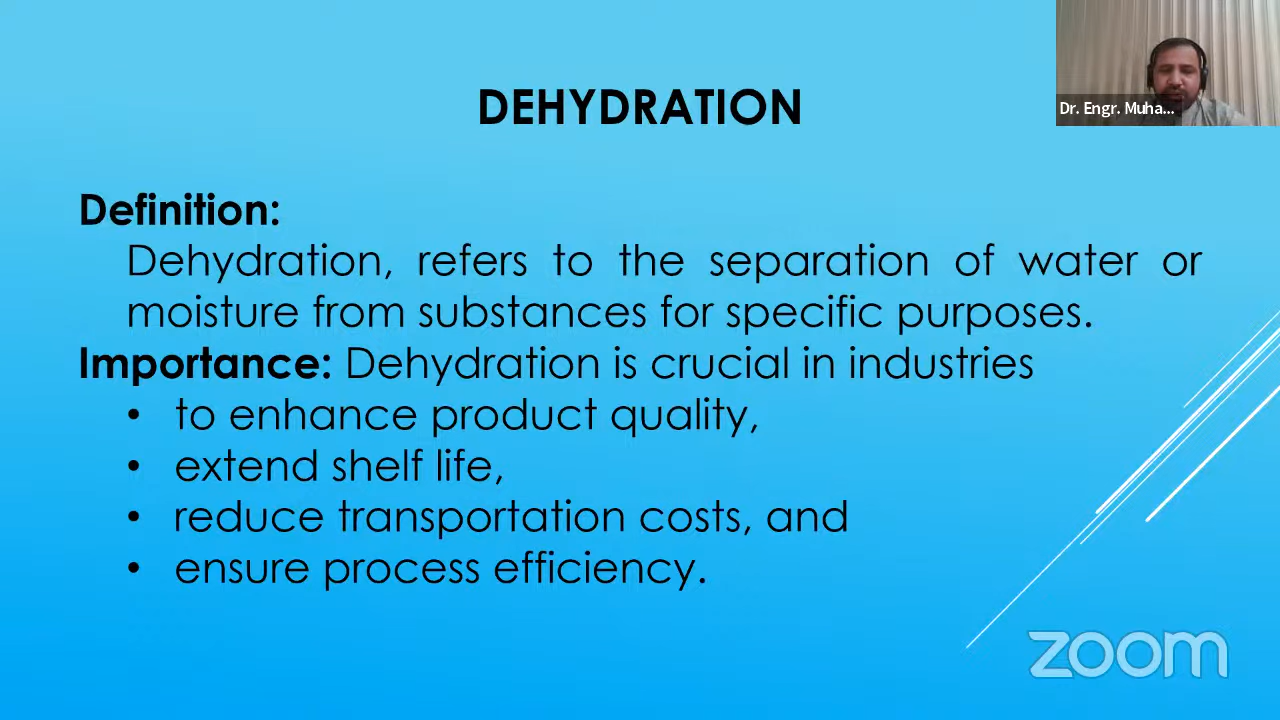 DEHYDRATION
Dr. Engr. Muha...
Definition:
Dehydration, refers to the separation of water or
moisture from substances for specific purposes.
Importance: Dehydration is crucial in industries
• to enhance product quality,
• extend shelf life,
• reduce transportation costs, and
• ensure process efficiency.
zoom